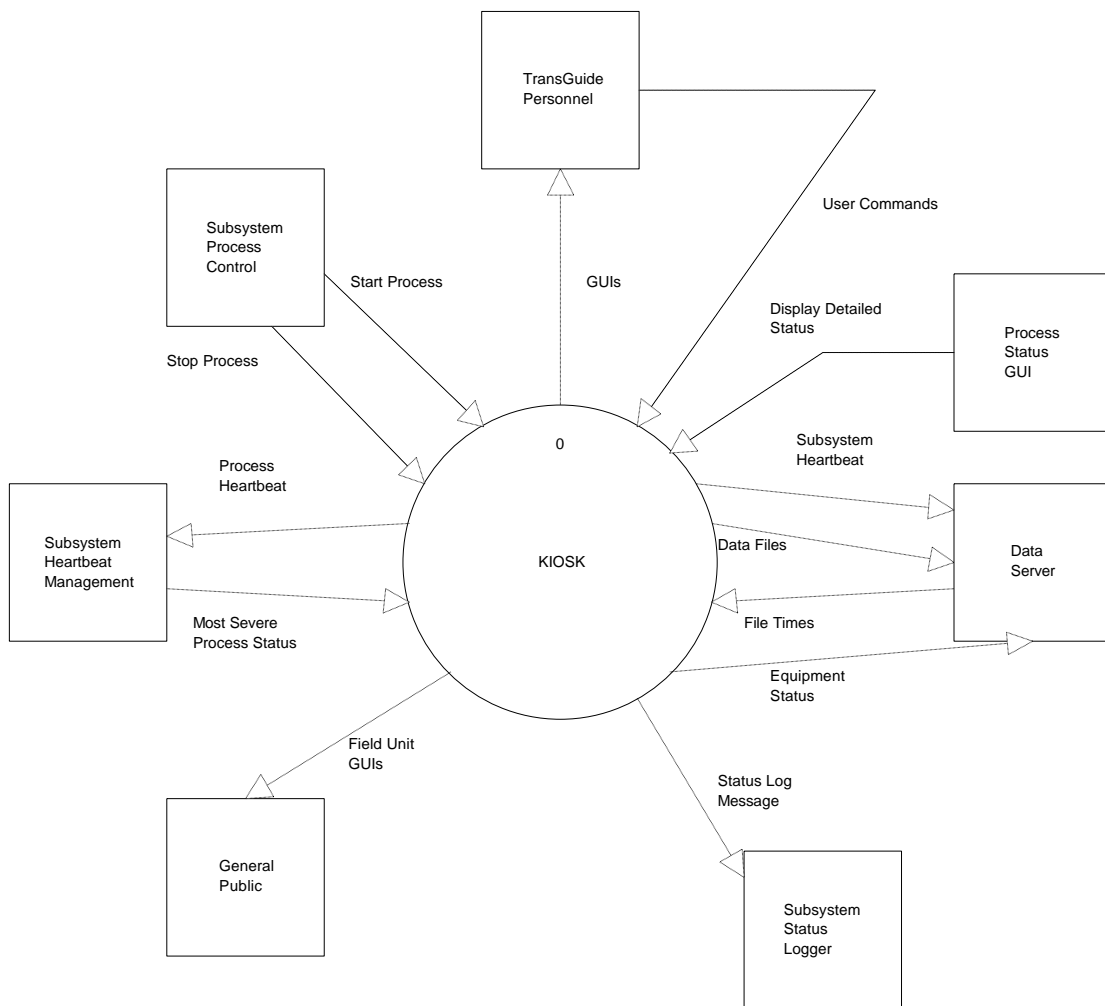 TransGuide
Personnel
User Commands
Subsystem
Process
Control
Start Process
GUIs
Display Detailed
Status
Process
Status
GUI
Stop Process
0
Subsystem
Heartbeat
Process
Heartbeat
Subsystem
Heartbeat
Management
KIOSK
Data Files
Data
Server
Most Severe
Process Status
File Times
Equipment
Status
Field Unit
GUIs
Status Log
Message
General
Public
Subsystem
Status
Logger